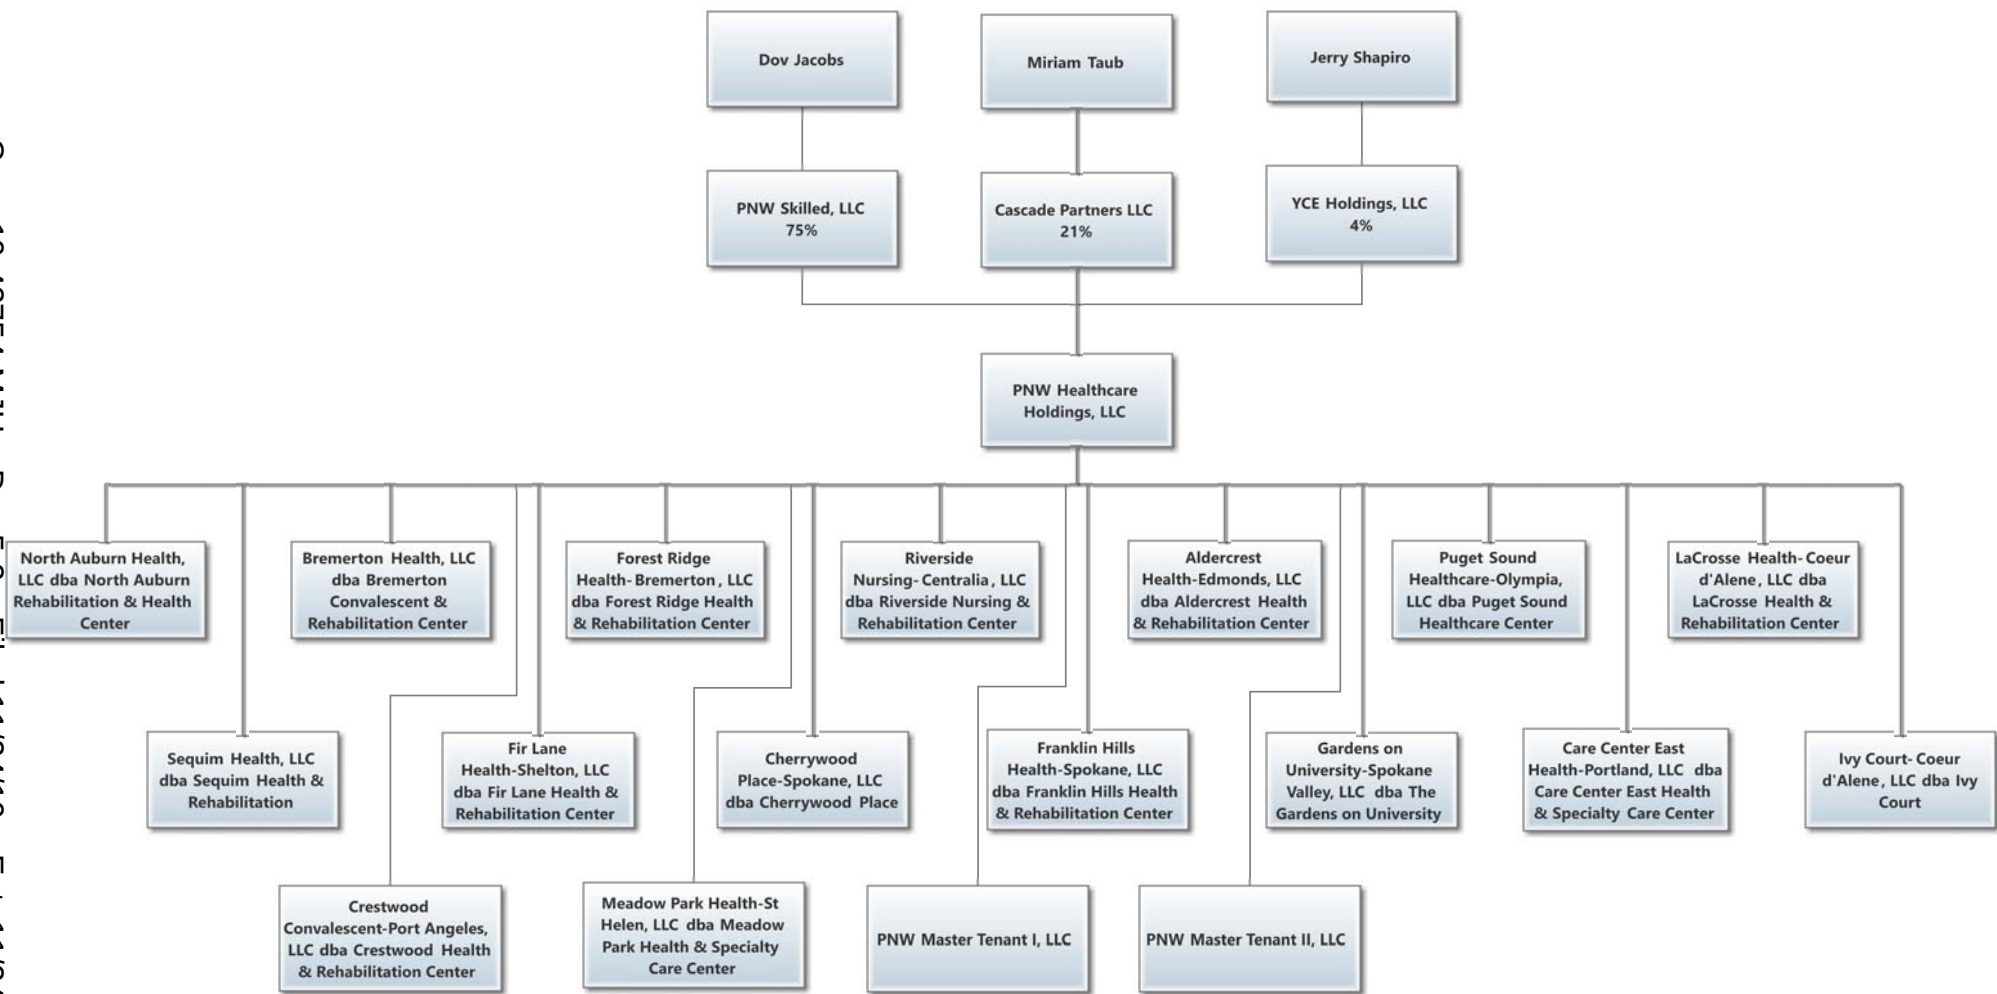 Dov Jacobs
Miriam Taub
Jerry Shapiro
PNW Skilled, LLC
75%
Cascade Partners LLC
21%
YCE Holdings, LLC
4%
PNW Healthcare
Holdings, LLC
North Auburn Health,
LLC dba North Auburn
Rehabilitation & Health
Center
Bremerton Health, LLC
dba Bremerton
Convalescent &
Rehabilitation Center
Forest Ridge
Health-Bremerton, LLC
dba Forest Ridge Health
& Rehabilitation Center
Riverside
Nursing-Centralia, LLC
dba Riverside Nursing &
Rehabilitation Center
Aldercrest
Health-Edmonds, LLC
dba Aldercrest Health
& Rehabilitation Center
Puget Sound
Healthcare-Olympia,
LLC dba Puget Sound
Healthcare Center
LaCrosse Health-Coeur
d'Alene, LLC dba
LaCrosse Health &
Rehabilitation Center
Sequim Health, LLC
dba Sequim Health &
Rehabilitation
Fir Lane
Health-Shelton, LLC
dba Fir Lane Health &
Rehabilitation Center
Cherrywood
Place-Spokane, LLC
dba Cherrywood Place
Franklin Hills
Health-Spokane, LLC
dba Franklin Hills Health
& Rehabilitation Center
Gardens on
University-Spokane
Valley, LLC dba The
Gardens on University
Care Center East
Health-Portland, LLC dba
Care Center East Health
& Specialty Care Center
Ivy Court-Coeur
d'Alene, LLC dba Ivy
Court
Crestwood
Convalescent-Port Angeles,
LLC dba Crestwood Health
& Rehabilitation Center
Meadow Park Health-St
Helen, LLC dba Meadow
Park Health & Specialty
Care Center
PNW Master Tenant I, LLC
PNW Master Tenant II, LLC